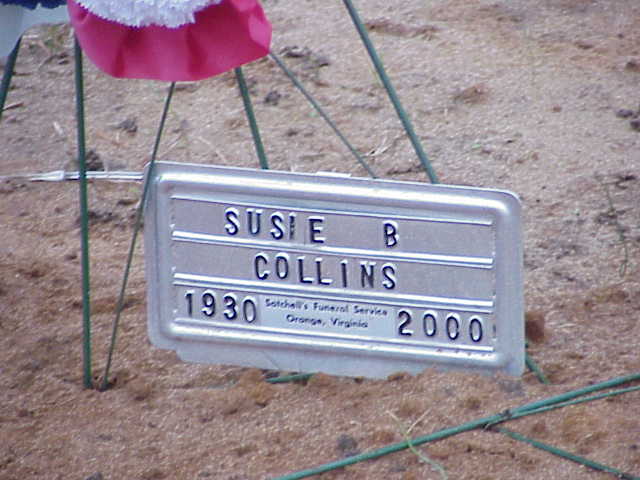 SUSIE B
COLLINS
1930 2000
Satchell's Funeral Service
Orange, Virginia